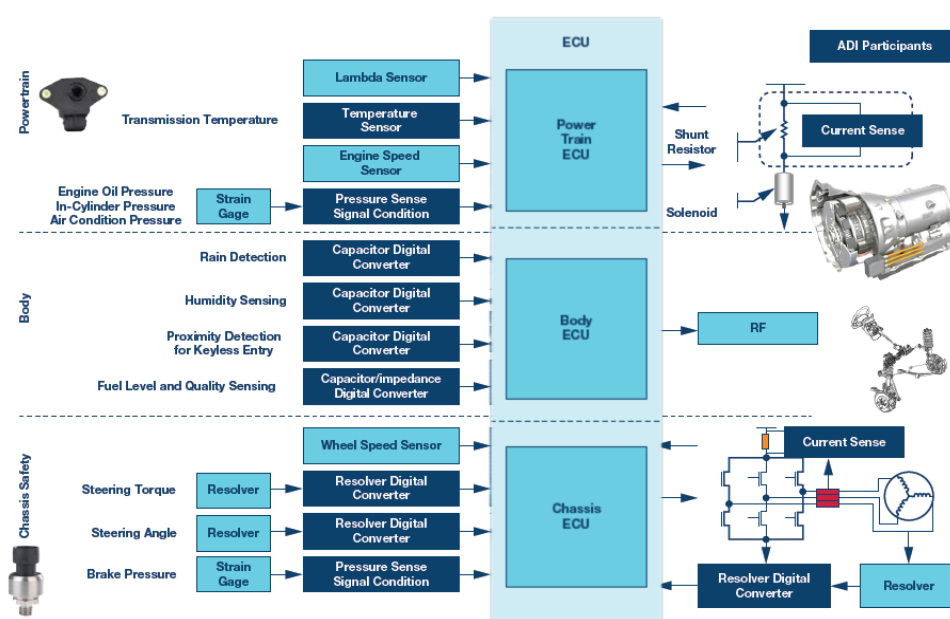 ECU
ADI Participants
Powertrain
Lambda Sensor
Transmission Temperature
Temperature
Sensor
Engine Speed
Sensor
Engine Oil Pressure
In-Cylinder Pressure
Air Condition Pressure
Strain
Gage
Pressure Sense
Signal Condition
Power
Train
ECU
Shunt
Resistor
Current Sense
Solenoid
Body
Rain Detection
Capacitor Digital
Converter
Humidity Sensing
Capacitor Digital
Converter
Proximity Detection
for Keyless Entry
Capacitor Digital
Converter
Fuel Level and Quality Sensing
Capacitor/impedance
Digital Converter
Body
ECU
RF
Chassis Safety
Wheel Speed Sensor
Steering Torque
Resolver
Resolver Digital
Converter
Steering Angle
Resolver
Resolver Digital
Converter
Brake Pressure
Strain
Gage
Pressure Sense
Signal Condition
Chassis
ECU
Current Sense
Resolver Digital
Converter
Resolver